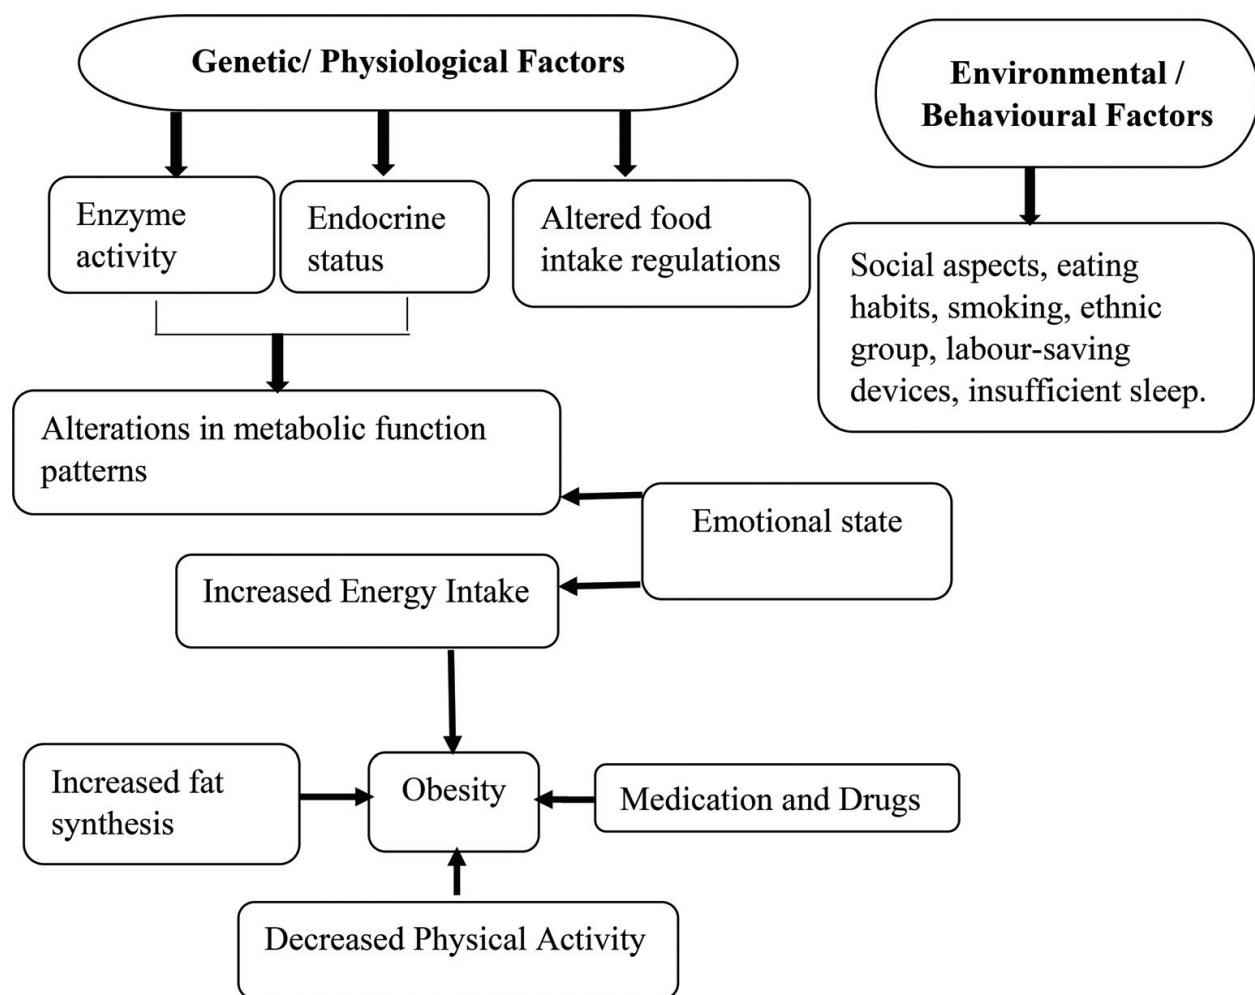 Genetic/ Physiological Factors
Environmental /
Behavioural Factors
Enzyme
activity
Endocrine
status
Altered food
intake regulations
Social aspects, eating
habits, smoking, ethnic
group, labour-saving
devices, insufficient sleep.
Alterations in metabolic function
patterns
Emotional state
Increased Energy Intake
Increased fat
synthesis
Obesity
Medication and Drugs
Decreased Physical Activity